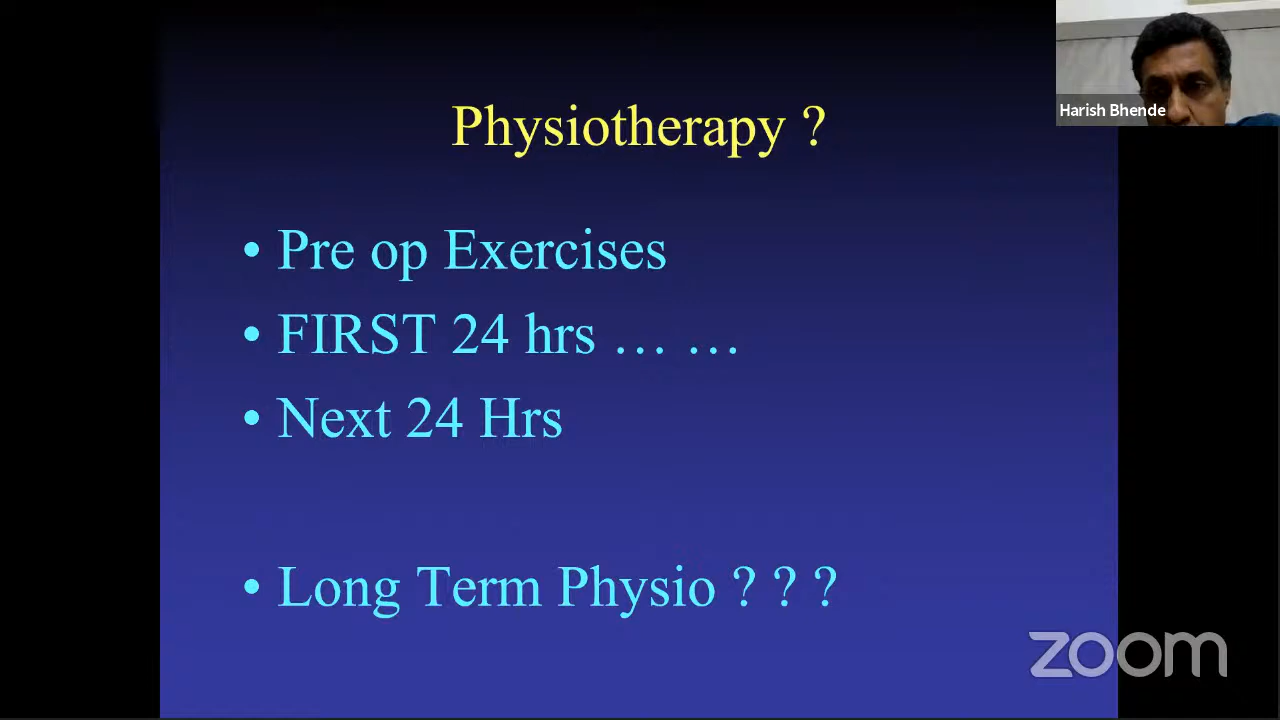 Harish Bhende
Physiotherapy ?
• Pre op Exercises
• FIRST 24 hrs … …
• Next 24 Hrs
• Long Term Physio ? ? ?
zoom